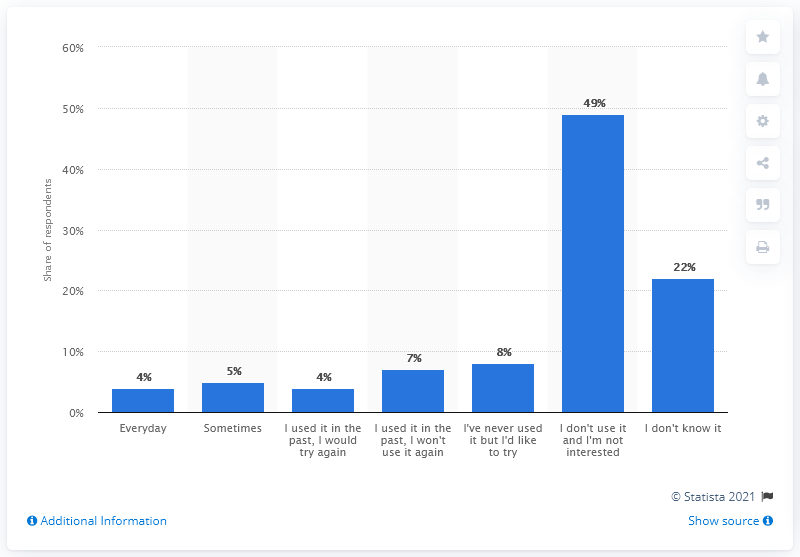 60%
50%
40%
30%
20%
10%
0%
Share of respondents
4%
5%
4%
7%
8%
49%
22%
Everyday
Sometimes
I used it in the
past, I would
try again
I used it in the
past, I won't
use it again
I've never used
it but I'd like
to try
I don't use it
and I'm not
interested
I don't know it
© Statista 2021
Additional Information
Show source